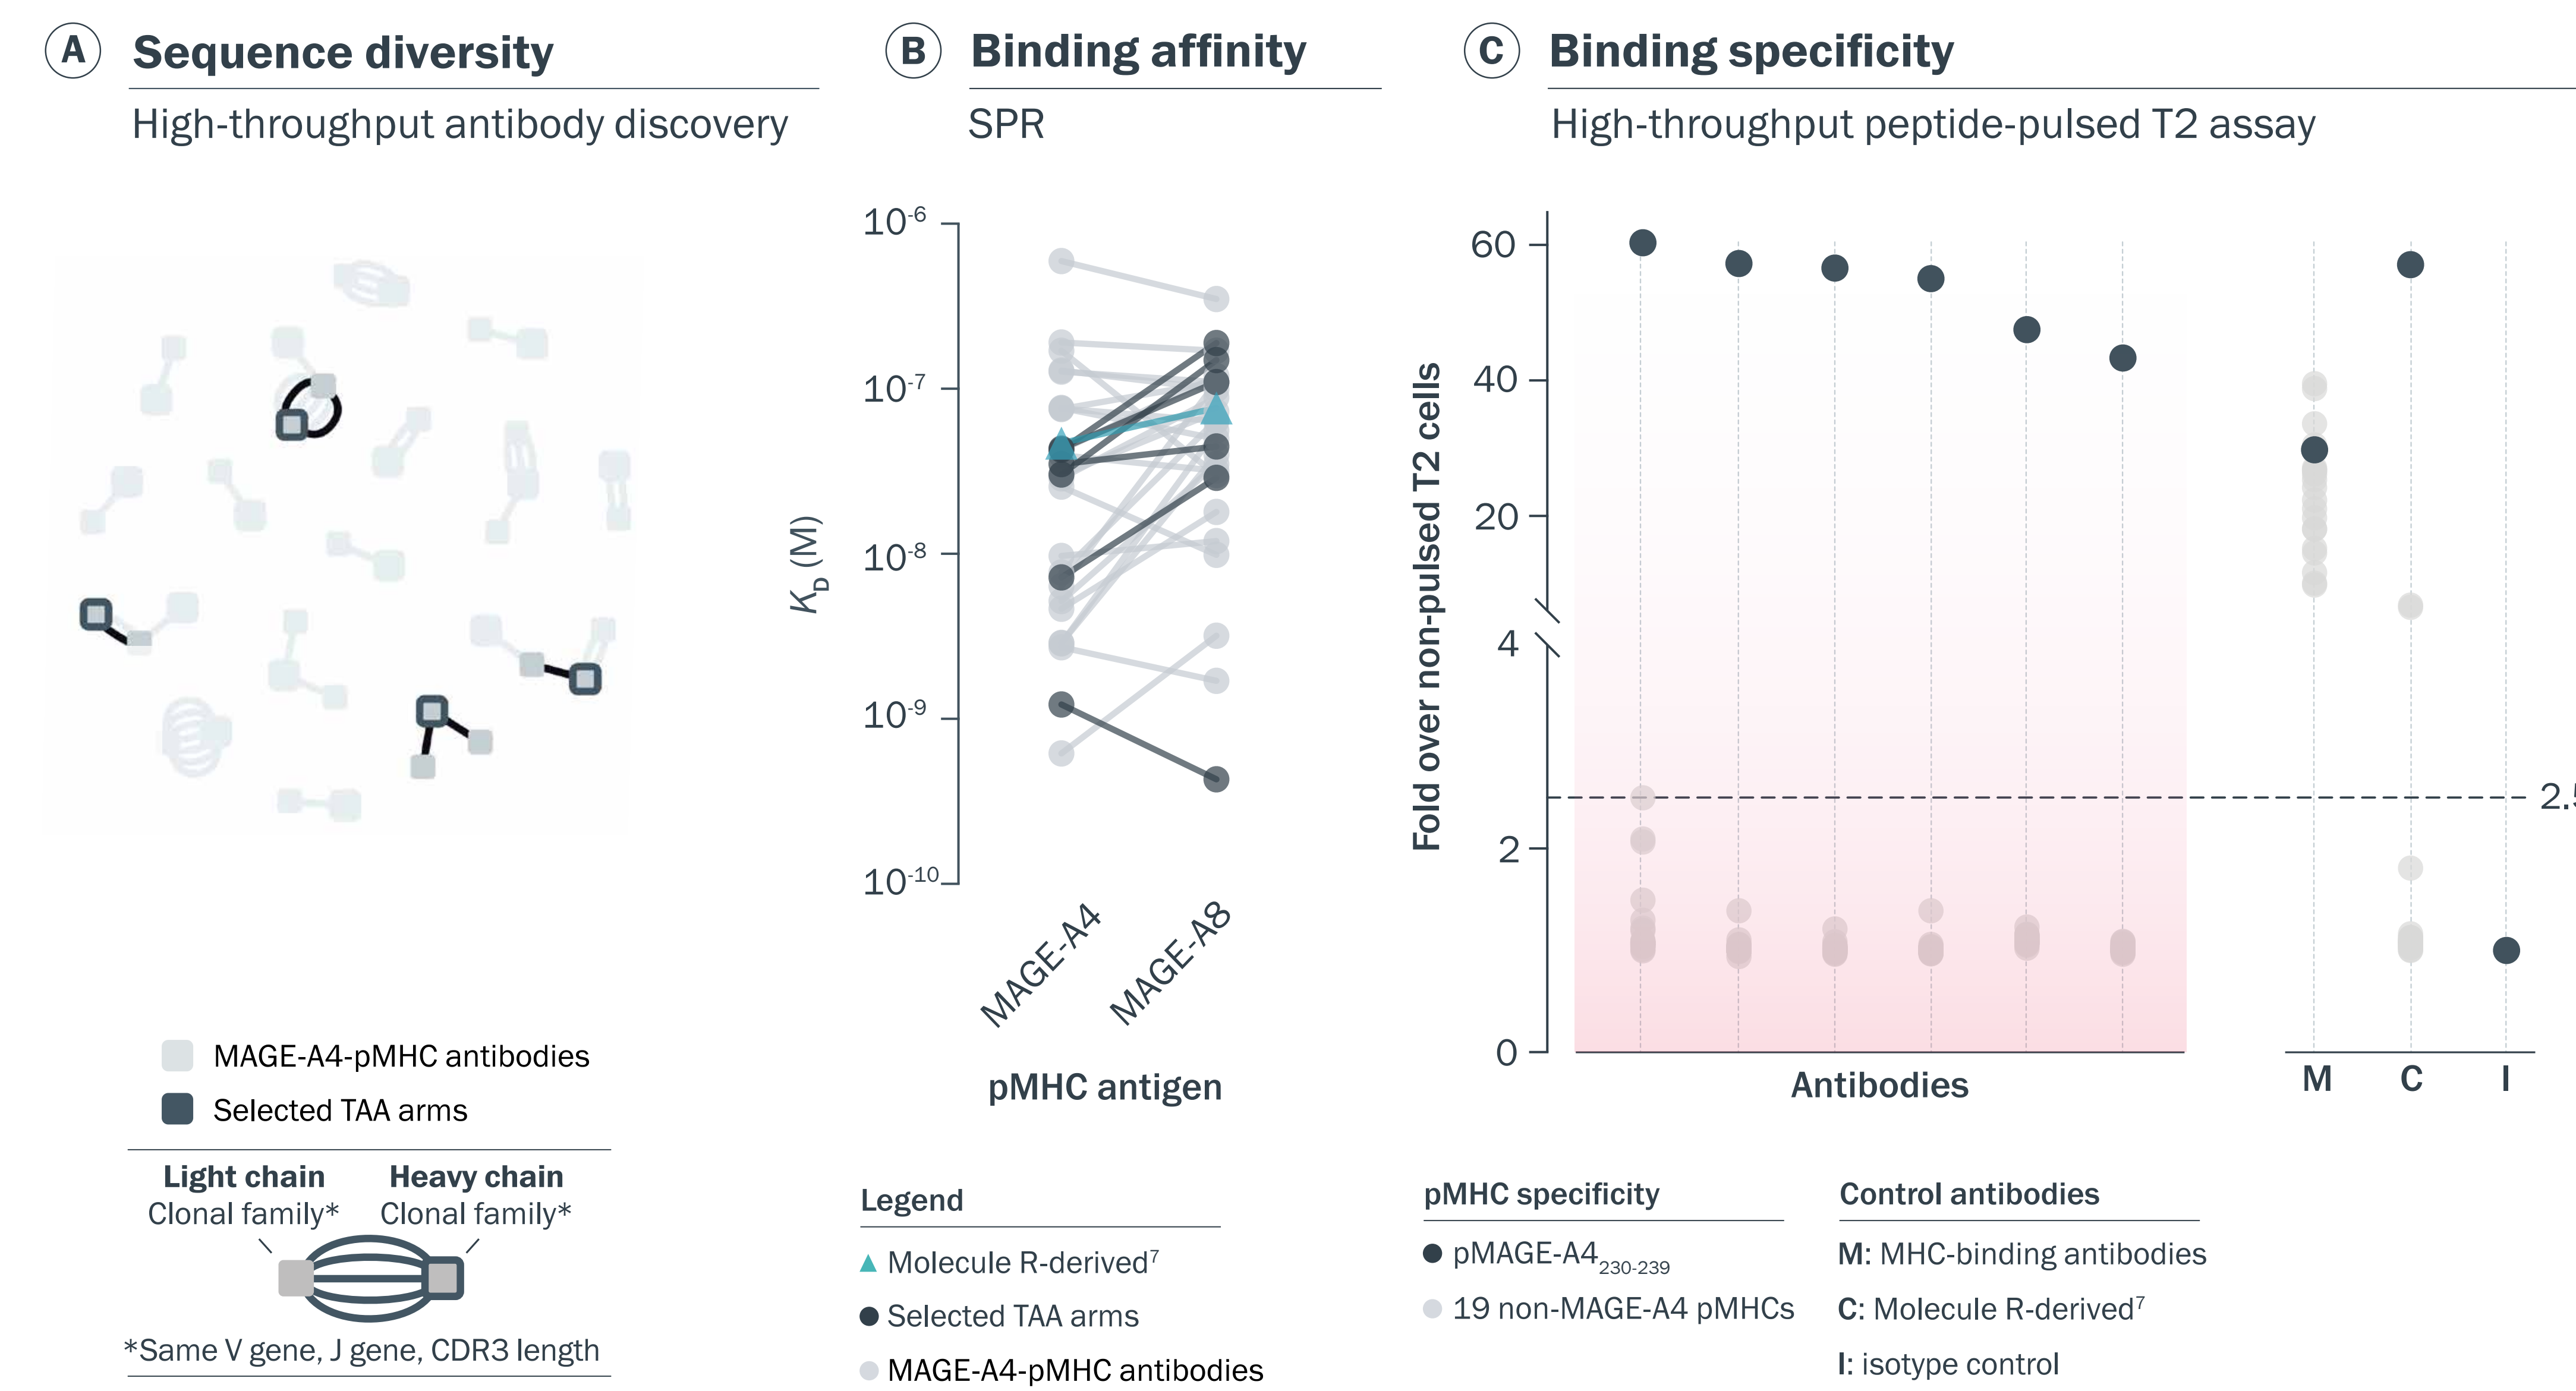 A Sequence diversity
High-throughput antibody discovery
MAGE-A4-pMHC antibodies
Selected TAA arms
Light chain Heavy chain
Clonal family* Clonal family*
*Same V gene, J gene, CDR3 length
B Binding affinity
SPR
10-6
10-7
10-8
10-9
10-10
KD (M)
MAGE-A4
MAGE-A8
pMHC antigen
Legend
Molecule R-derived7
Selected TAA arms
MAGE-A4-pMHC antibodies
C Binding specificity
High-throughput peptide-pulsed T2 assay
Fold over non-pulsed T2 cells
60
40
20
4
2
0
Antibodies
M C I
pMHC specificity
pMAGE-A4230-239
19 non-MAGE-A4 pMHCs
Control antibodies
M: MHC-binding antibodies
C: Molecule R-derived7
I: isotype control